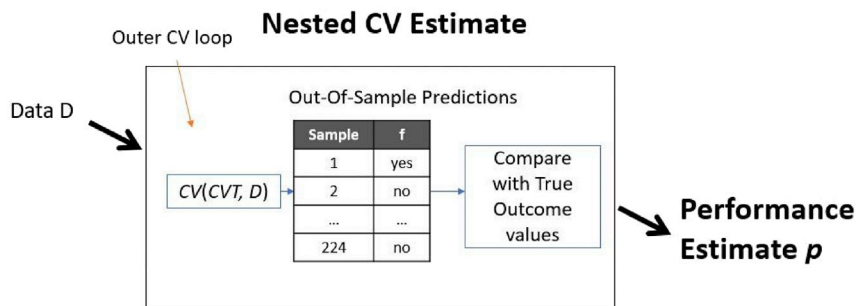 Nested CV Estimate
Outer CV loop
Data D
Out-Of-Sample Predictions
Sample f
1 yes
2 no
... ...
224 no
CV(CVT, D)
Compare
with True
Outcome
values
Performance
Estimate p